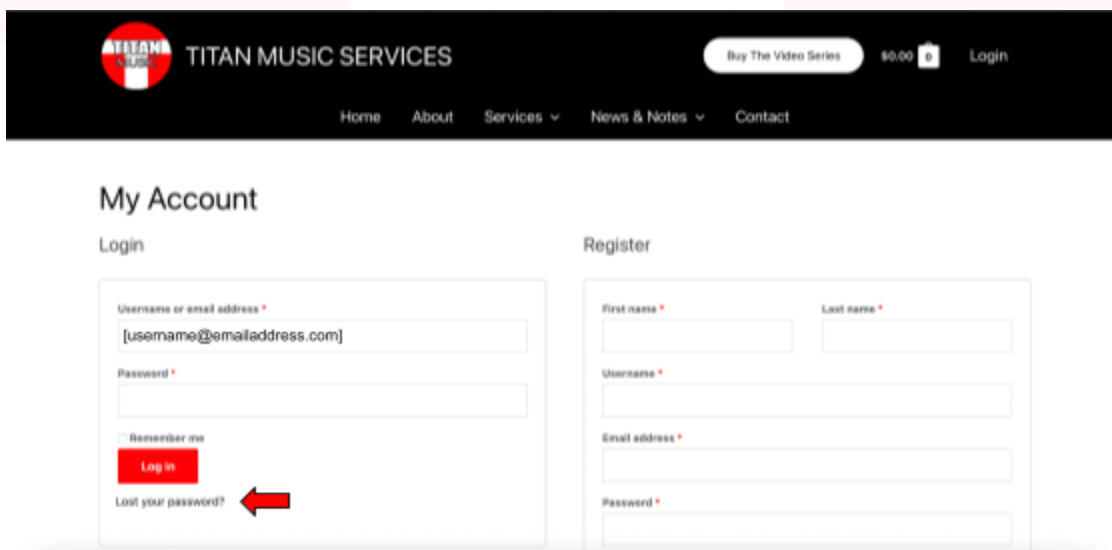 TITAN
MUSIC
TITAN MUSIC SERVICES
Buy The Video Series
$0.00
0
Login
Home
About
Services
News & Notes
Contact
My Account
Login
Username or email address *
[username@emailaddress.com]
Password *
Remember me
Log in
Lost your password?
Register
First name *
Last name *
Username *
Email address *
Password *